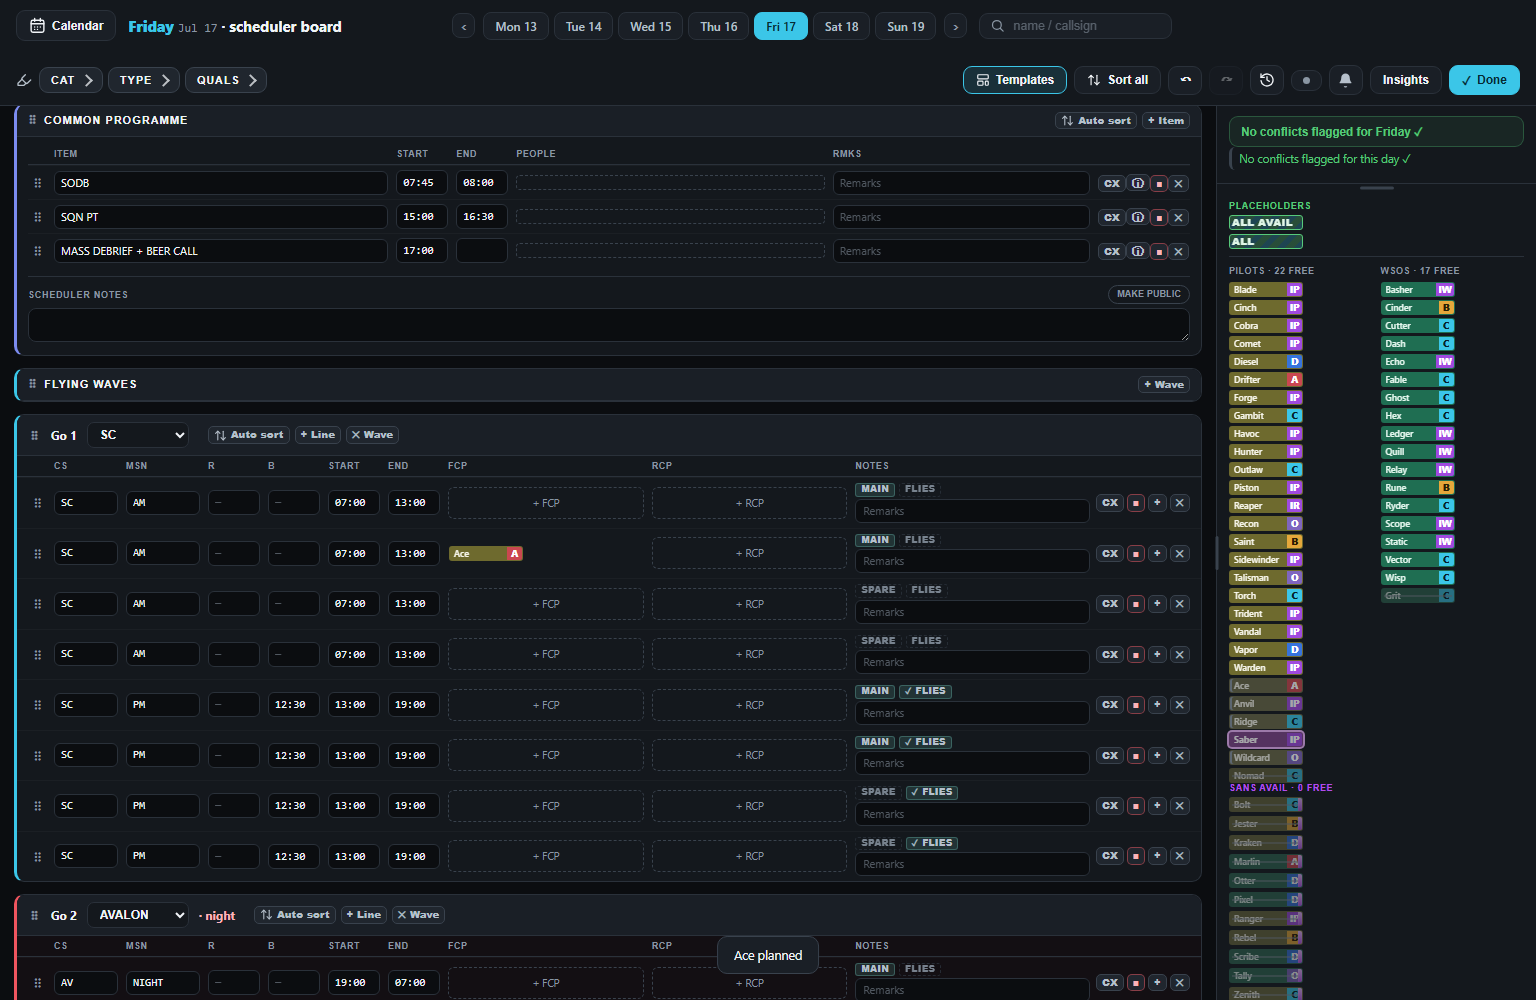 Calendar
Friday Jul 17 · scheduler board
‹ Mon 13 Tue 14 Wed 15 Thu 16 Fri 17 Sat 18 Sun 19 ›
name / callsign
CAT TYPE QUALS
Templates Sort all Insights ✓ Done
COMMON PROGRAMME
Auto sort + Item
ITEM START END PEOPLE RMKS
SODB 07:45 08:00 Remarks CX
SQN PT 15:00 16:30 Remarks CX
MASS DEBRIEF + BEER CALL 17:00 Remarks CX
SCHEDULER NOTES
MAKE PUBLIC
FLYING WAVES
+ Wave
Go 1 SC Auto sort + Line ✕ Wave
CS MSN R B START END FCP RCP NOTES
SC AM – – 07:00 13:00 + FCP + RCP MAIN FLIES Remarks CX
SC AM – – 07:00 13:00 Ace A + RCP MAIN FLIES Remarks CX
SC AM – – 07:00 13:00 + FCP + RCP SPARE FLIES Remarks CX
SC AM – – 07:00 13:00 + FCP + RCP SPARE FLIES Remarks CX
SC PM – 12:30 13:00 19:00 + FCP + RCP MAIN ✓ FLIES Remarks CX
SC PM – 12:30 13:00 19:00 + FCP + RCP MAIN ✓ FLIES Remarks CX
SC PM – 12:30 13:00 19:00 + FCP + RCP SPARE ✓ FLIES Remarks CX
SC PM – 12:30 13:00 19:00 + FCP + RCP SPARE ✓ FLIES Remarks CX
Go 2 AVALON · night Auto sort + Line ✕ Wave
CS MSN R B START END FCP RCP NOTES
AV NIGHT – – 19:00 07:00 + FCP + RCP MAIN FLIES Remarks CX
Ace planned
No conflicts flagged for Friday ✓
No conflicts flagged for this day ✓
PLACEHOLDERS
ALL AVAIL
ALL
PILOTS · 22 FREE
Blade IP
Cinch IP
Cobra IP
Comet IP
Diesel D
Drifter A
Forge IP
Gambit C
Havoc IP
Hunter IP
Outlaw C
Piston IP
Reaper IR
Recon O
Saint B
Sidewinder IP
Talisman O
Torch C
Trident IP
Vandal IP
Vapor D
Warden IP
Ace A
Anvil IP
Ridge C
Saber IP
Wildcard O
Nomad C
WSOS · 17 FREE
Basher IW
Cinder B
Cutter C
Dash C
Echo IW
Fable C
Ghost C
Hex C
Ledger IW
Quill IW
Relay IW
Rune B
Ryder C
Scope IW
Static IW
Vector C
Wisp C
Grit C
SANS AVAIL · 0 FREE
Bolt C
Jester B
Kraken D
Marlin A
Otter D
Pixel D
Ranger IP
Rebel B
Scribe D
Tally O
Zenith C